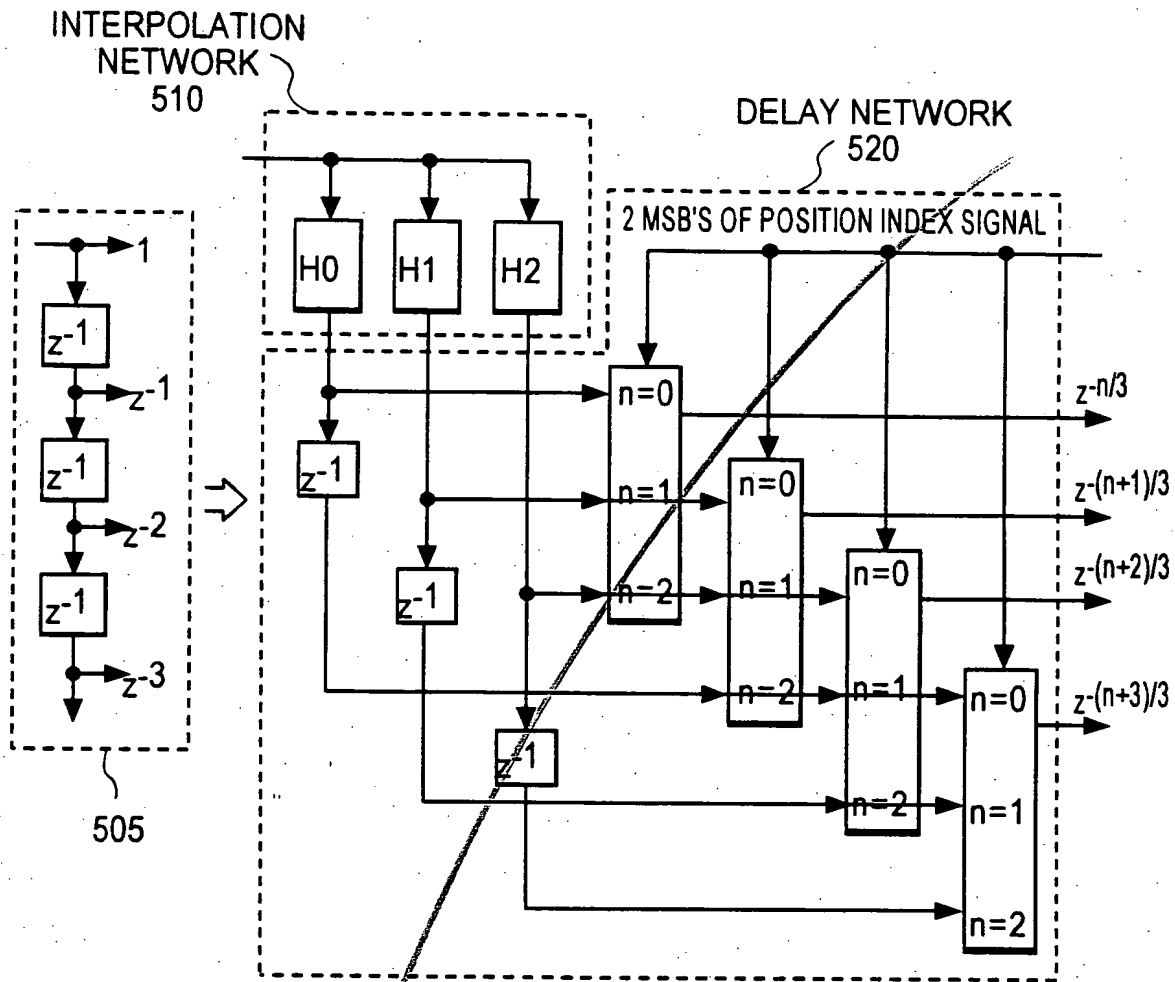 INTERPOLATION
NETWORK
510
DELAY NETWORK
520
2 MSB'S OF POSITION INDEX SIGNAL
H0 H1 H2
1
z-1
z-1
z-1
z-2
z-1
z-3
505
z-1
z-1
z-1
n=0
n=1
n=2
n=0
n=1
n=2
n=0
n=1
n=2
n=0
n=1
n=2
z-n/3
z-(n+1)/3
z-(n+2)/3
z-(n+3)/3